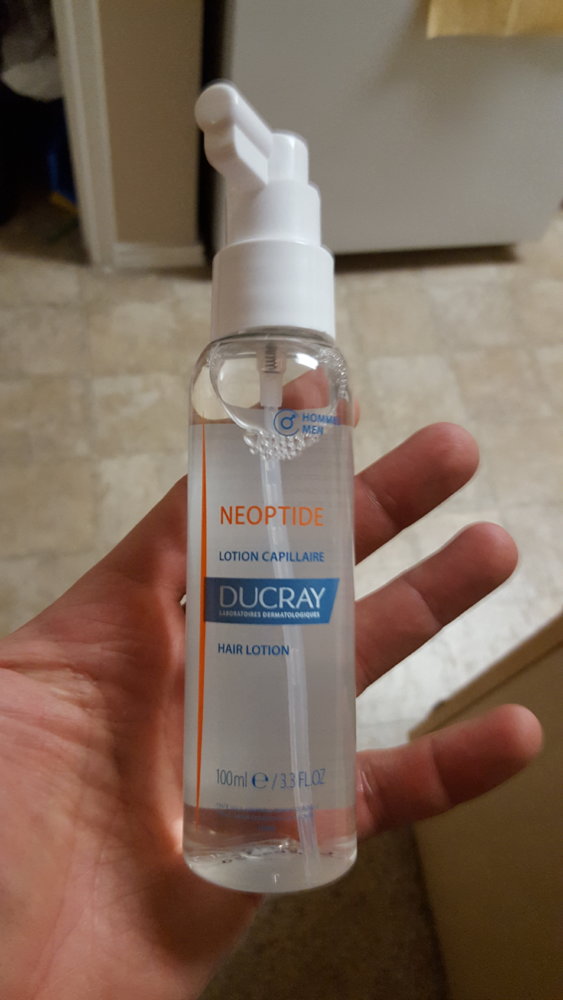 HOMME
MEN
NEOPTIDE
LOTION CAPILLAIRE
DUCRAY
LABORATOIRES DERMATOLOGIQUES
HAIR LOTION
100ml e / 3.3 FL.OZ